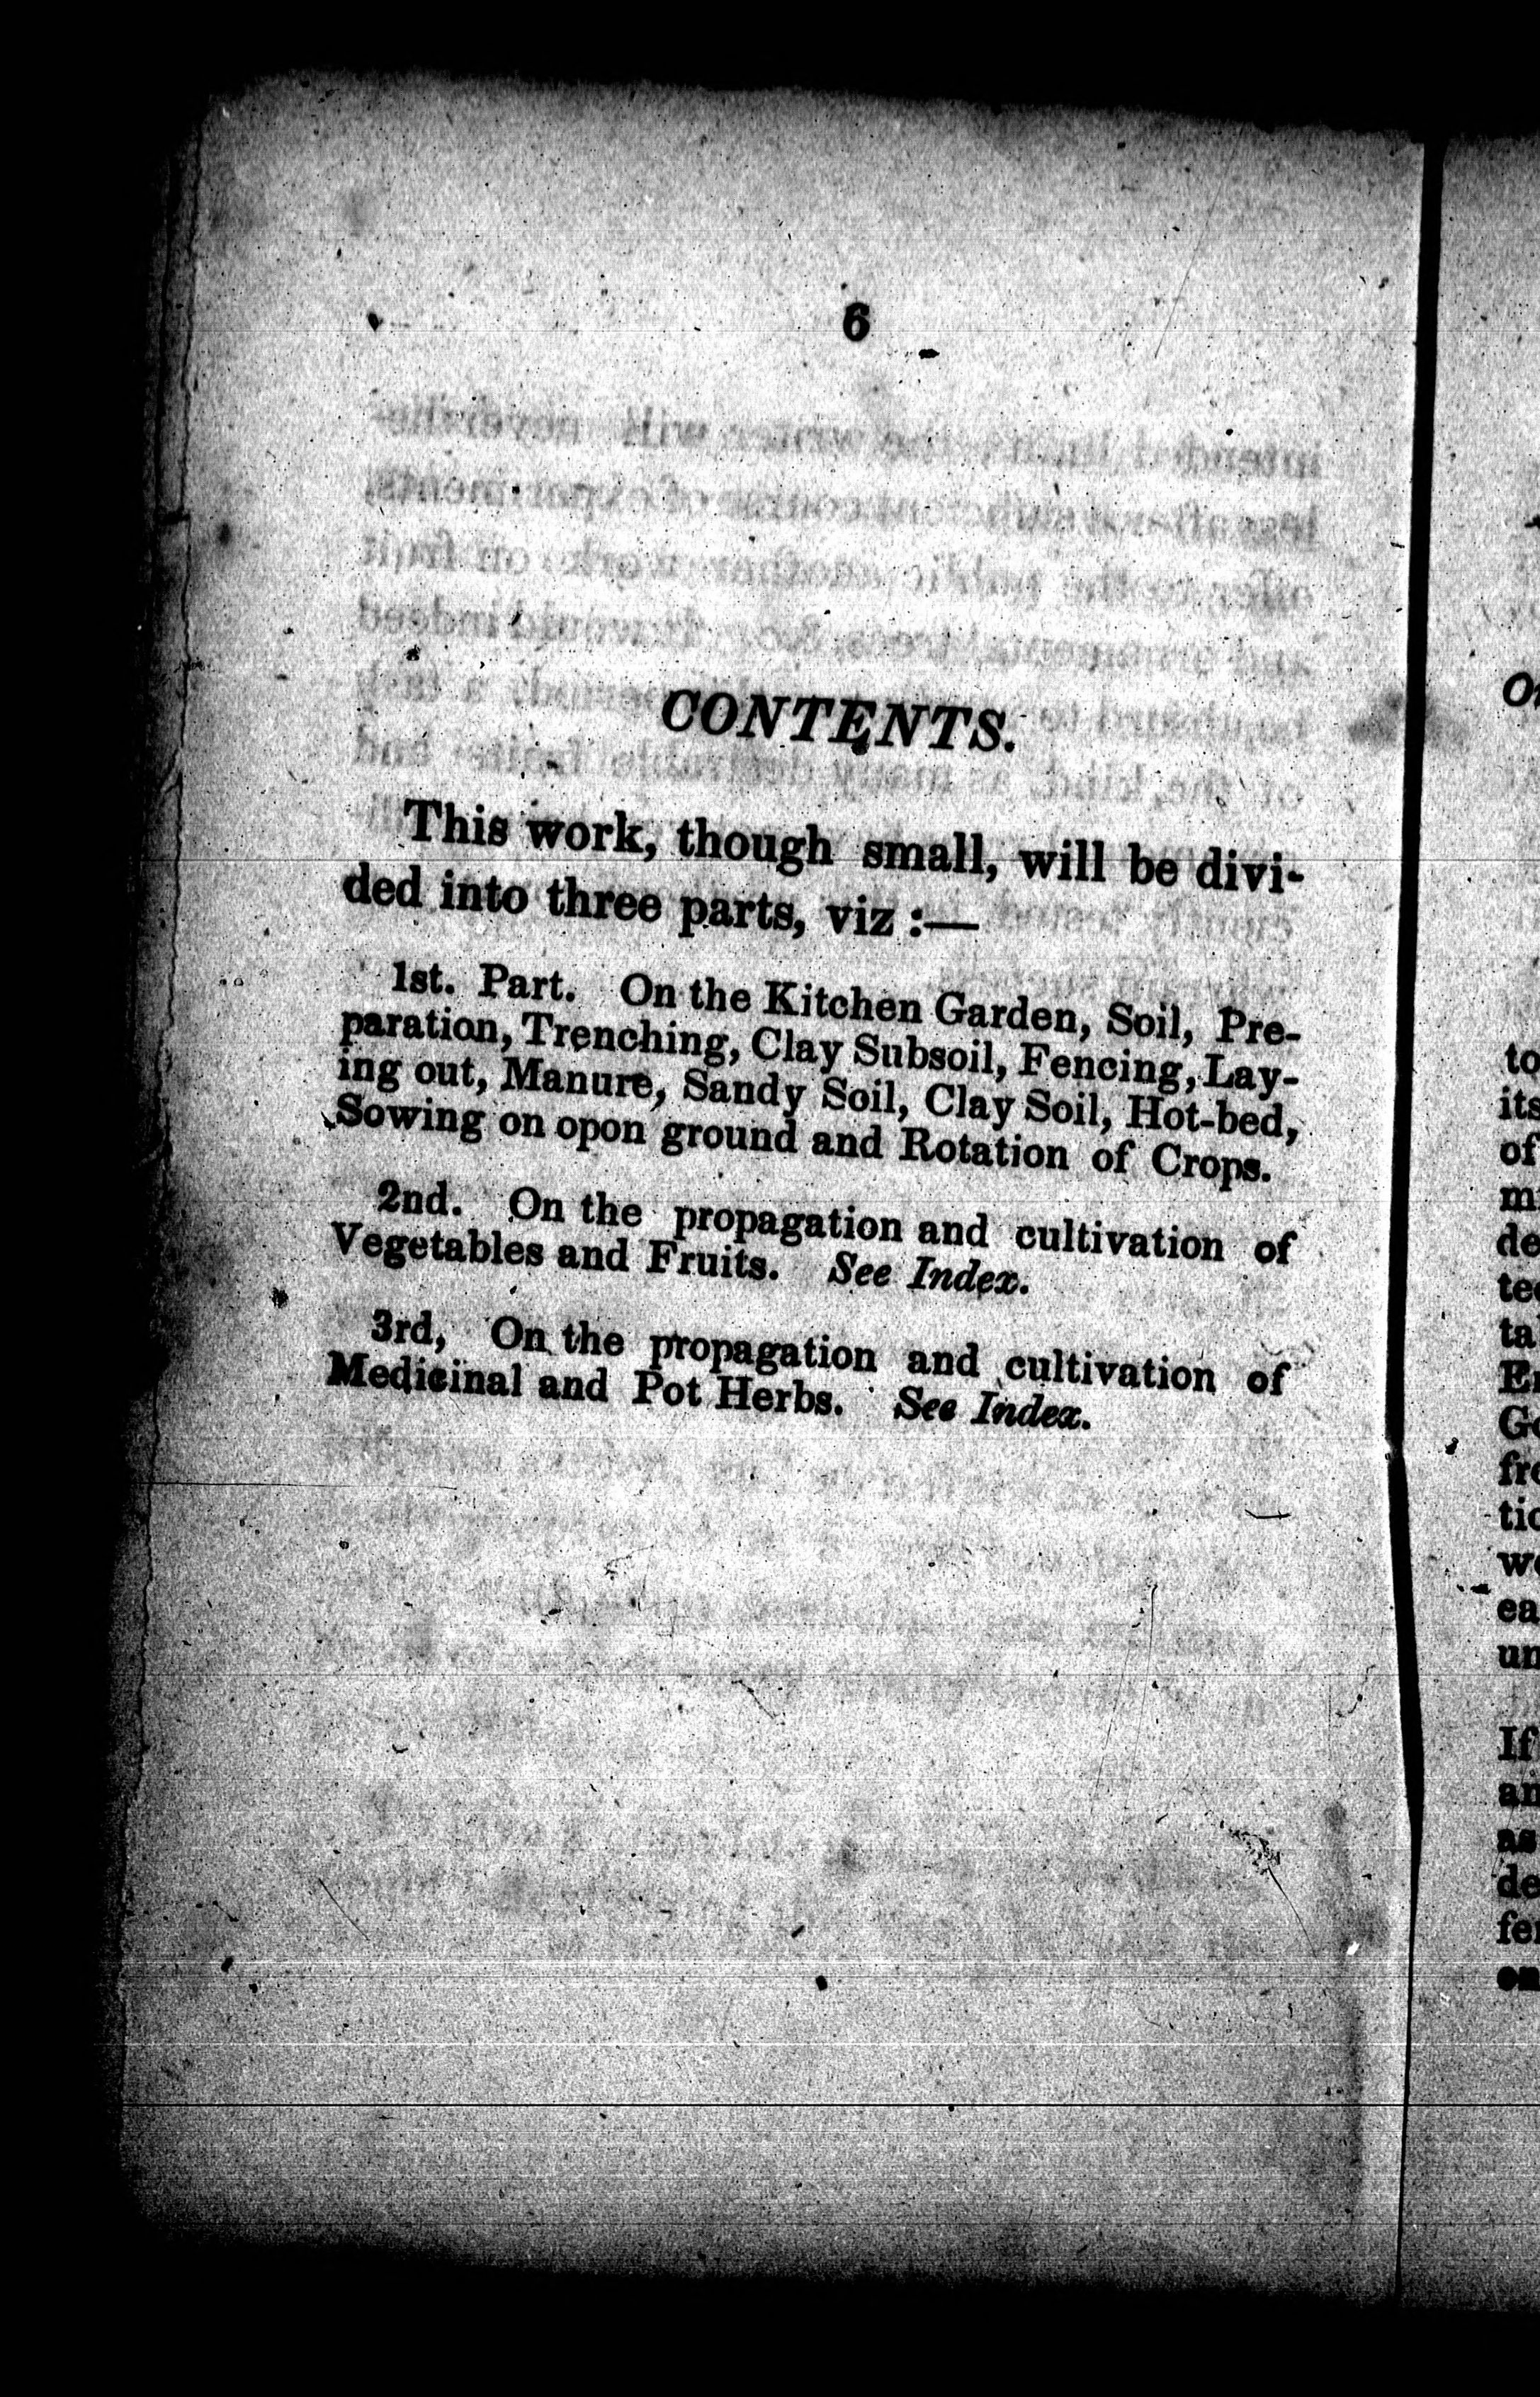 6
CONTENTS.
This work, though small, will be divi-
ded into three parts, viz :—
1st. Part. On the Kitchen Garden, Soil, Pre-
paration, Trenching, Clay Subsoil, Fencing, Lay-
ing out, Manure, Sandy Soil, Clay Soil, Hot-bed,
Sowing on opon ground and Rotation of Crops.
2nd. On the propagation and cultivation of
Vegetables and Fruits. See Index.
3rd, On the propagation and cultivation of
Medicinal and Pot Herbs. See Index.